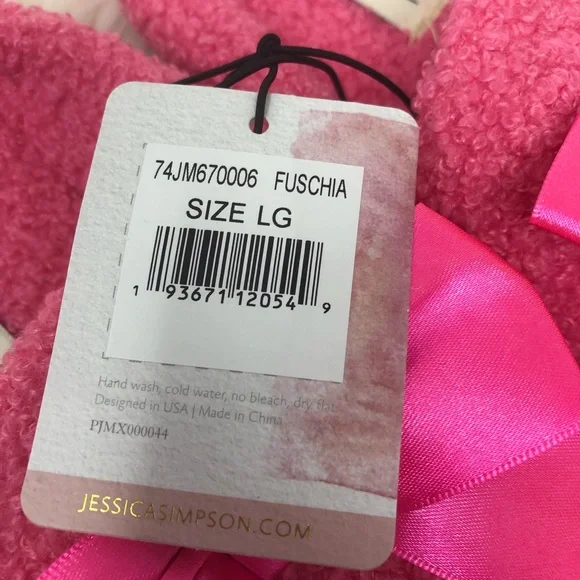 74JM670006 FUSCHIA
SIZE LG
1 93671 12054 9
Hand wash, cold water, no bleach, dry flat
Designed in USA | Made in China
PJMX000044
JESSICASIMPSON.COM